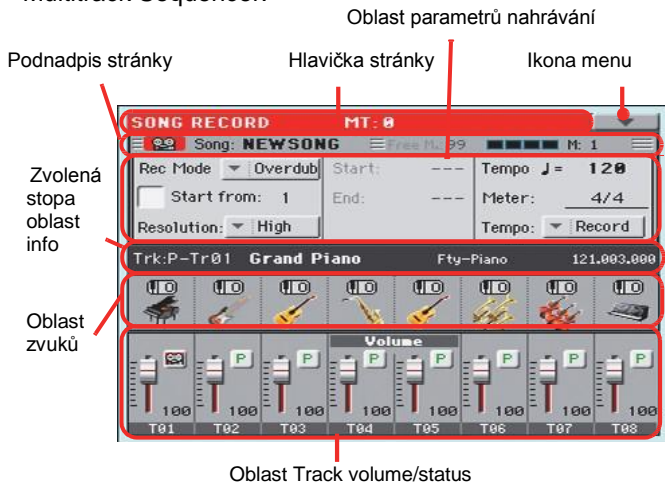 Multitrack Sequencer.
Oblast parametrů nahrávání
Podnadpis stránky
Hlavička stránky
Ikona menu
SONG RECORD MT: 0
Song: NEWSONG Free M.: 99 M: 1
Rec Mode Overdub Start: --- Tempo ♩= 120
Start from: 1 End: --- Meter: 4/4
Resolution: High Tempo: Record
Zvolená
stopa
oblast
info
Trk:P-Tr01 Grand Piano Fty-Piano 121.003.000
Oblast
zvuků
Volume
P P P P P P P
100 100 100 100 100 100 100 100
T01 T02 T03 T04 T05 T06 T07 T08
Oblast Track volume/status